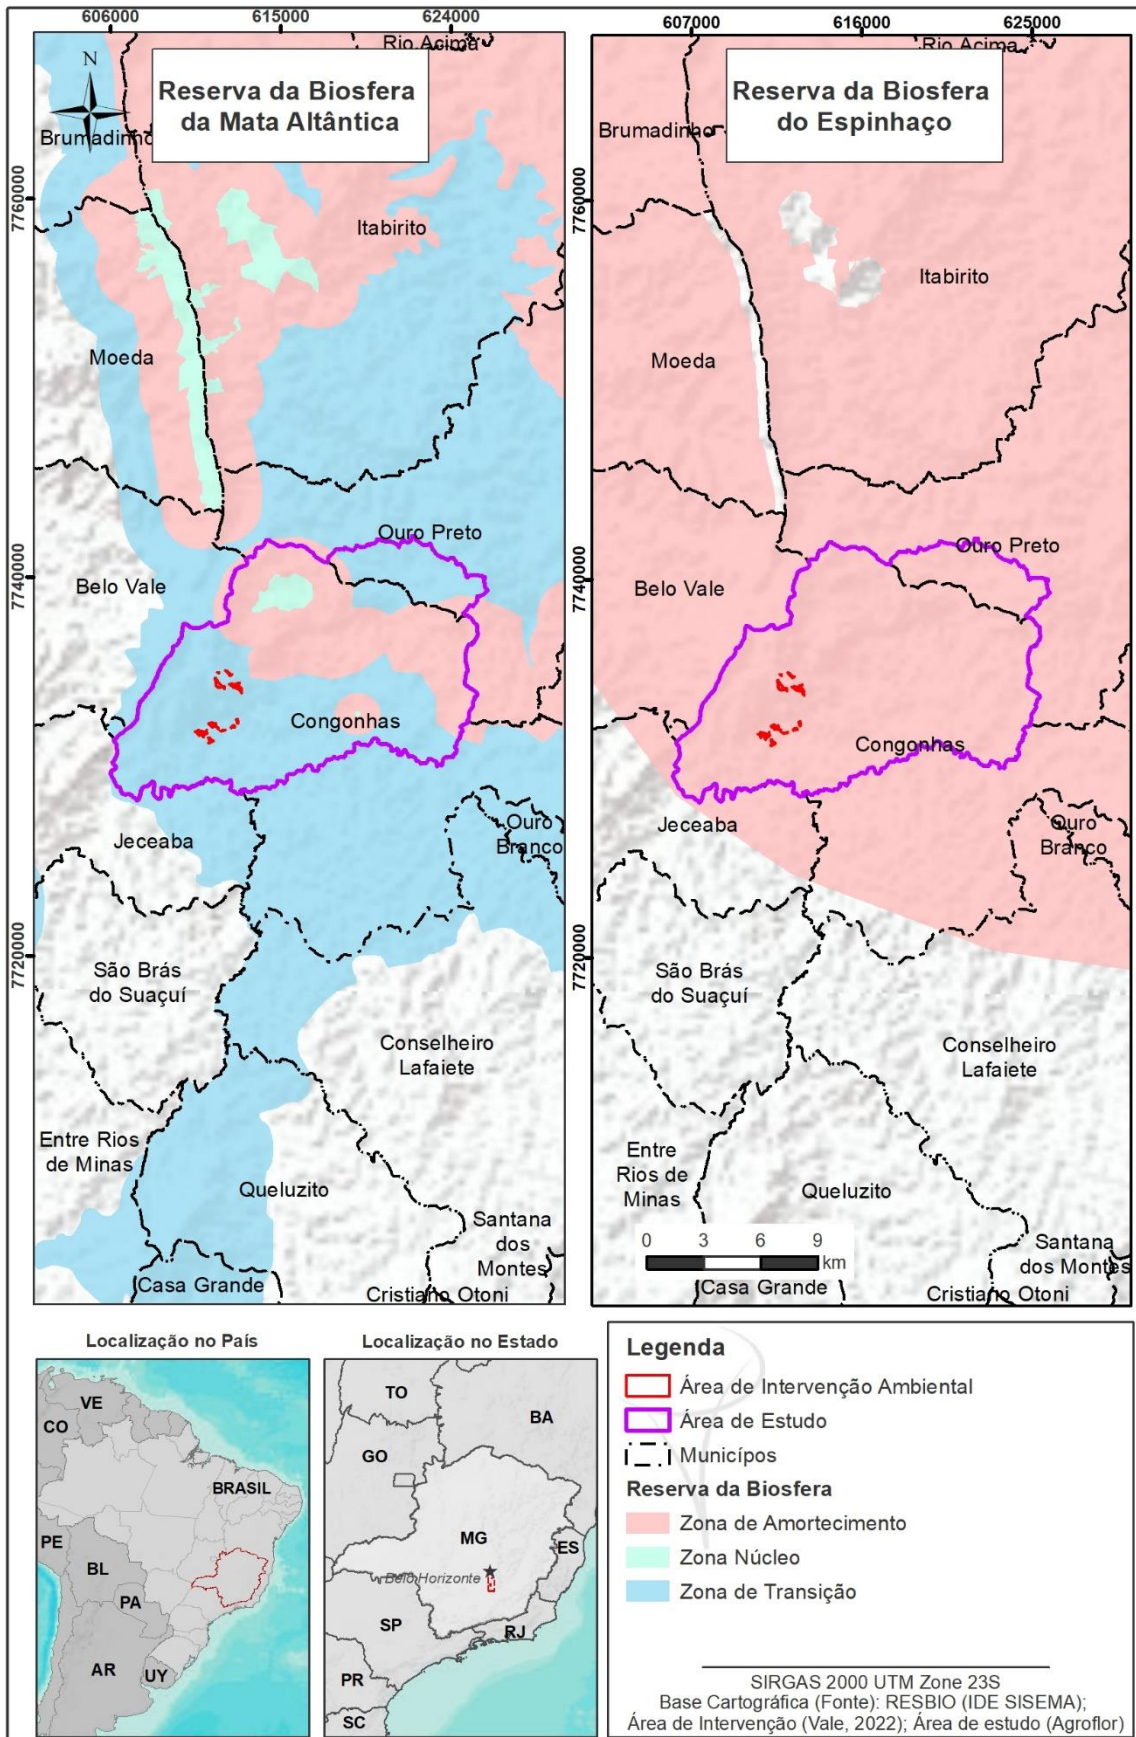 606000
615000
624000
607000
616000
625000
7760000
7740000
7720000
7760000
7740000
7720000
N
Reserva da Biosfera
da Mata Altântica
Rio Acima
Brumadinho
Itabirito
Moeda
Ouro Preto
Belo Vale
Congonhas
Jeceaba
Ouro
Branco
São Brás
do Suaçuí
Conselheiro
Lafaiete
Entre Rios
de Minas
Queluzito
Santana
dos
Montes
Casa Grande
Cristiano Otoni
Reserva da Biosfera
do Espinhaço
Rio Acima
Brumadinho
Itabirito
Moeda
Ouro Preto
Belo Vale
Congonhas
Jeceaba
Ouro
Branco
São Brás
do Suaçuí
Conselheiro
Lafaiete
Entre
Rios de
Minas
Queluzito
0 3 6 9
km
Santana
dos Montes
Casa Grande
Cristiano Otoni
Localização no País
VE
CO
BRASIL
PE
BL
PA
AR
UY
Localização no Estado
TO
BA
GO
MG
ES
Belo Horizonte
SP
RJ
PR
SC
Legenda
Área de Intervenção Ambiental
Área de Estudo
Municípos
Reserva da Biosfera
Zona de Amortecimento
Zona Núcleo
Zona de Transição
SIRGAS 2000 UTM Zone 23S
Base Cartográfica (Fonte): RESBIO (IDE SISEMA);
Área de Intervenção (Vale, 2022); Área de estudo (Agroflor)